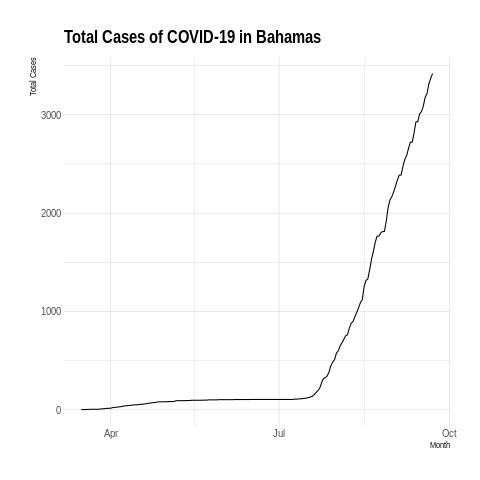 Total Cases of COVID-19 in Bahamas
Total Cases
3000
2000
1000
0
Apr Jul Oct
Month